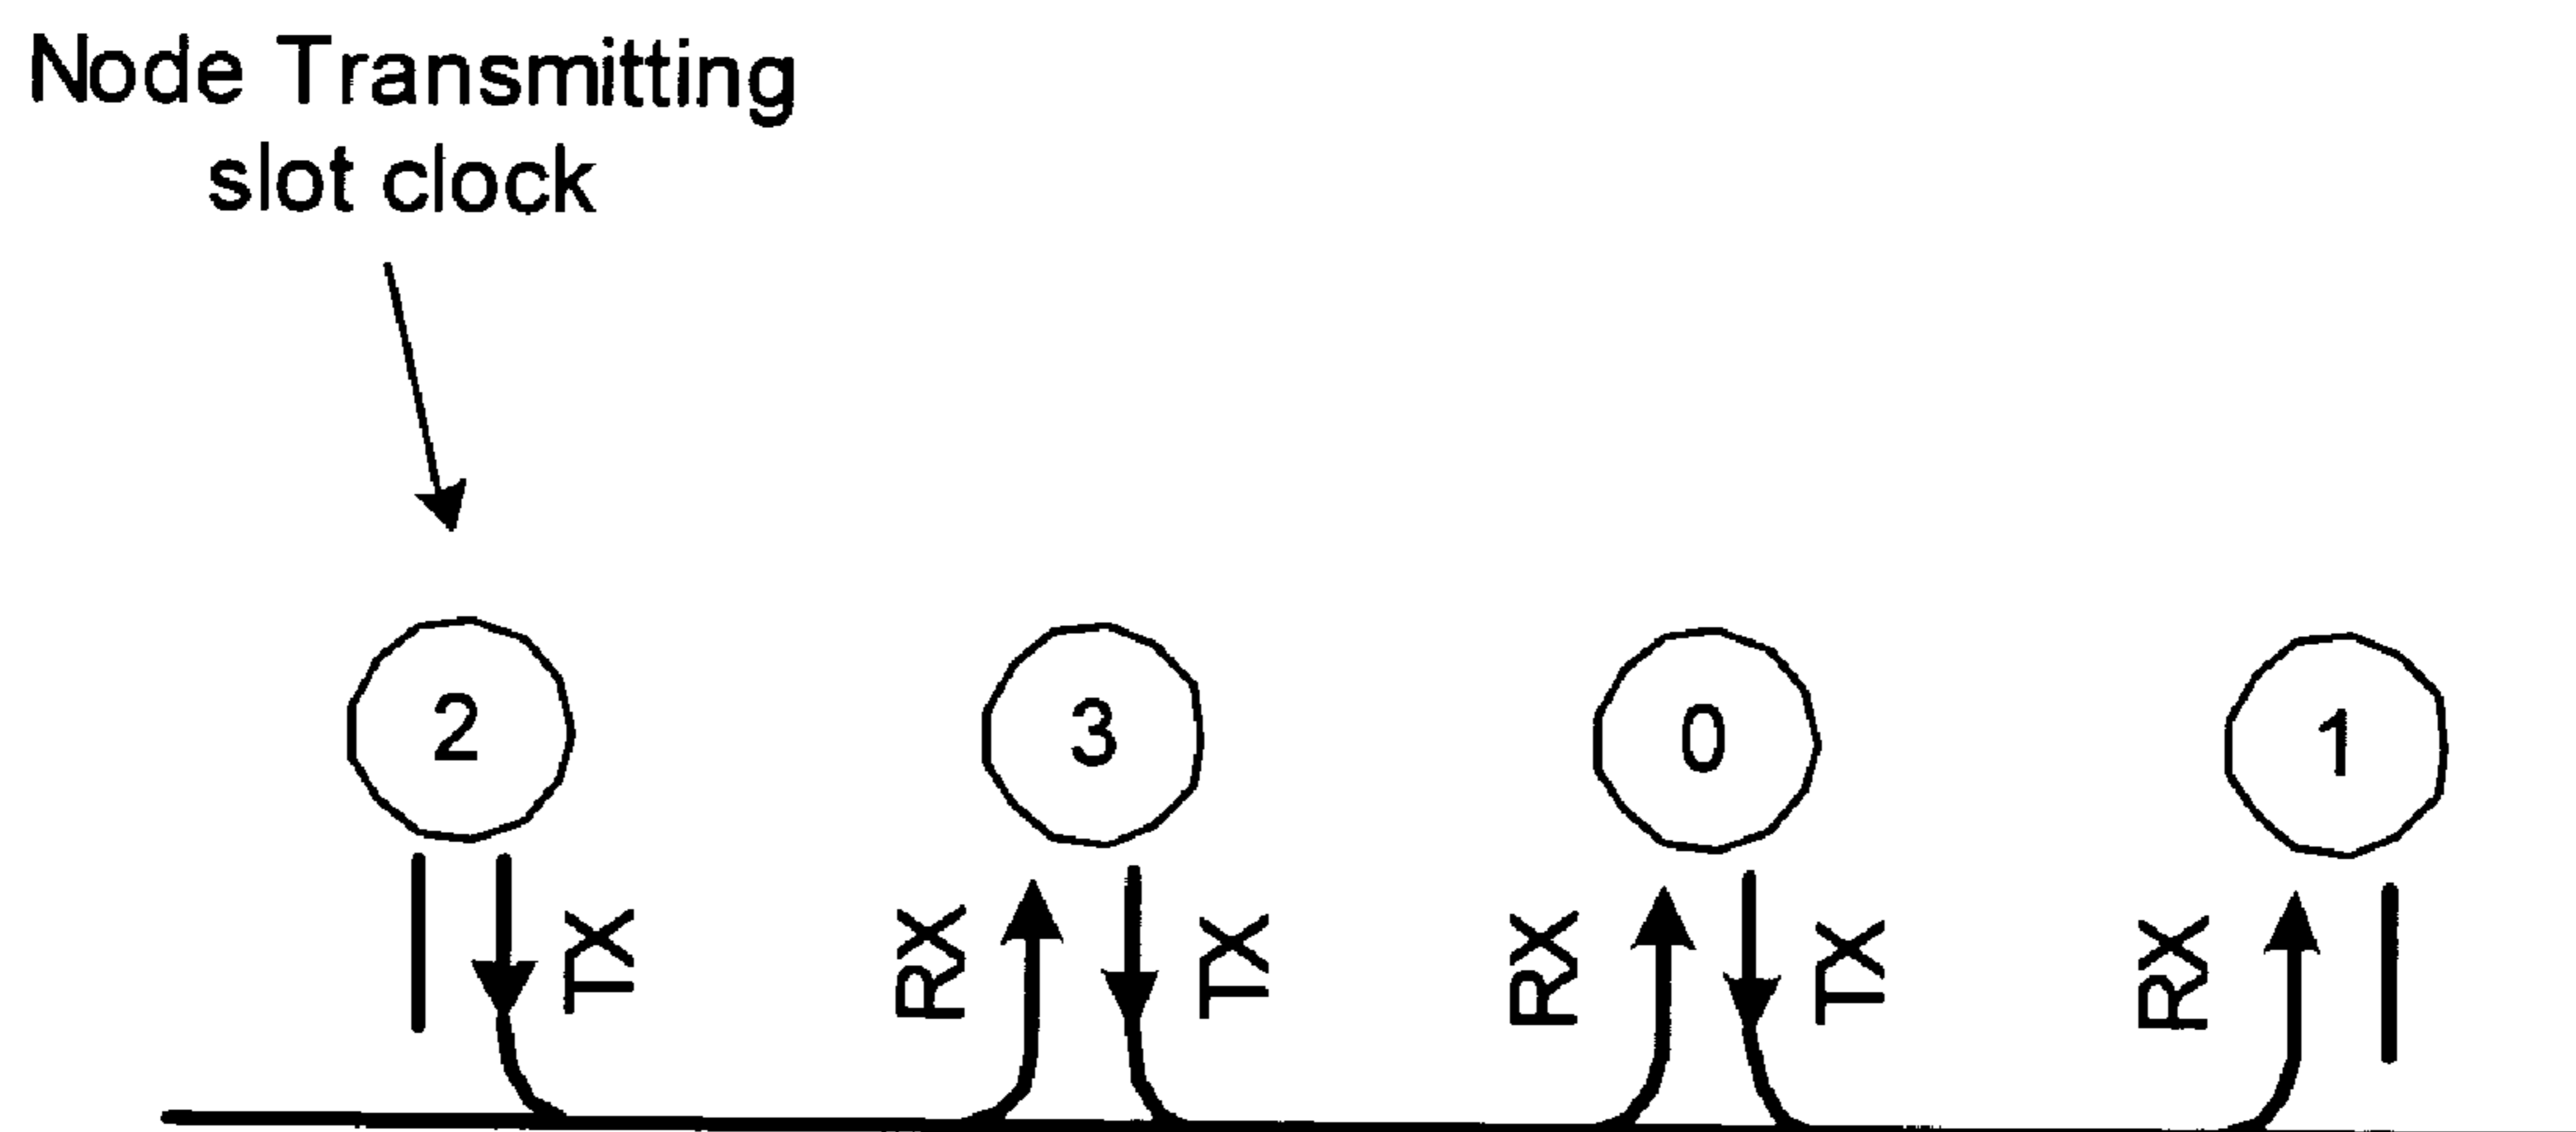 Node Transmitting
slot clock
2
3
0
1
TX
RX
TX
RX
TX
RX